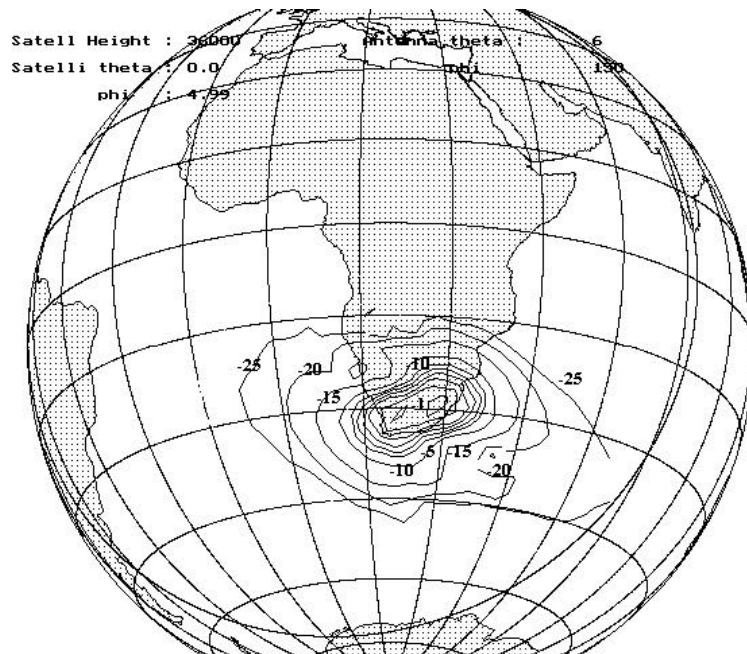 Satell Height : 36000 Antenna theta : 6
Satelli theta : 0.0 phi : 150
phi : 4.99
-25 -20 10 -25
-15 -1
-5 -15
-10 -20